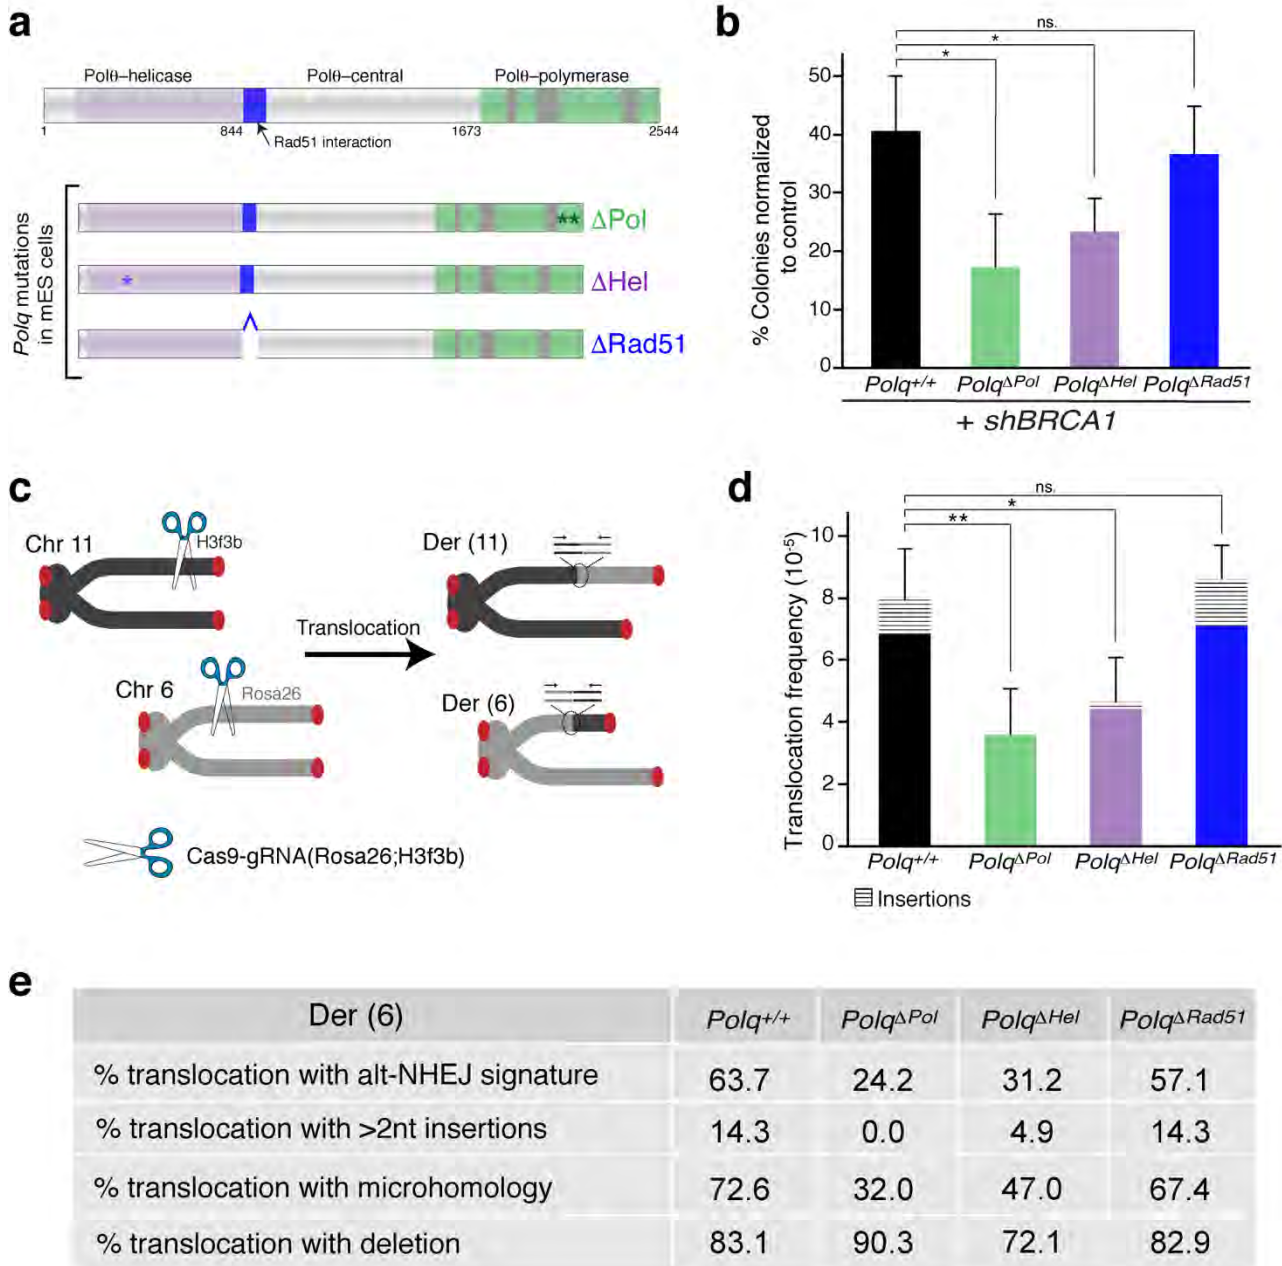 a
Polθ–helicase Polθ–central Polθ–polymerase
1 844 1673 2544
Rad51 interaction
Polq mutations
in mES cells
** ΔPol
* ΔHel
ΔRad51
b
ns.
*
*
% Colonies normalized
to control
50
40
30
20
10
0
Polq+/+ PolqΔPol PolqΔHel PolqΔRad51
+ shBRCA1
c
Chr 11
H3f3b
Der (11)
Translocation
Chr 6
Rosa26
Der (6)
Cas9-gRNA(Rosa26;H3f3b)
d
ns.
*
**
Translocation frequency (10-5)
10
8
6
4
2
0
Polq+/+ PolqΔPol PolqΔHel PolqΔRad51
Insertions
e
Der (6) Polq+/+ PolqΔPol PolqΔHel PolqΔRad51
% translocation with alt-NHEJ signature 63.7 24.2 31.2 57.1
% translocation with >2nt insertions 14.3 0.0 4.9 14.3
% translocation with microhomology 72.6 32.0 47.0 67.4
% translocation with deletion 83.1 90.3 72.1 82.9